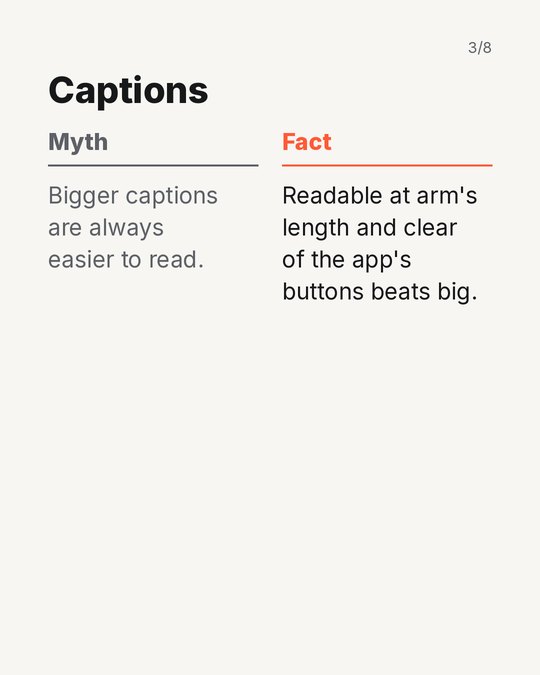 3/8
Captions
Myth
Bigger captions
are always
easier to read.
Fact
Readable at arm's
length and clear
of the app's
buttons beats big.